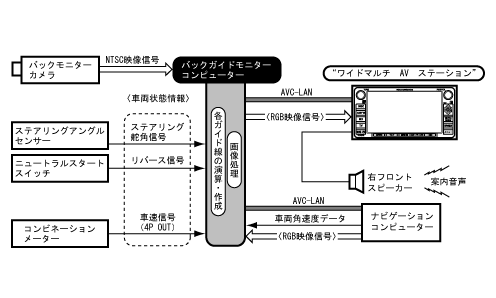 バックモニター
カメラ
NTSC映像信号
バックガイドモニター
コンピューター
"ワイドマルチ AV ステーション"
AVC-LAN
〈RGB映像信号〉
〈車両状態情報〉
ステアリングアングル
センサー
ステアリング
舵角信号
ニュートラルスタート
スイッチ
リバース信号
各ガイド線の演算・作成
画像処理
右フロント
スピーカー
案内音声
AVC-LAN
車両角速度データ
〈RGB映像信号〉
ナビゲーション
コンピューター
コンビネーション
メーター
車速信号
(4P OUT)